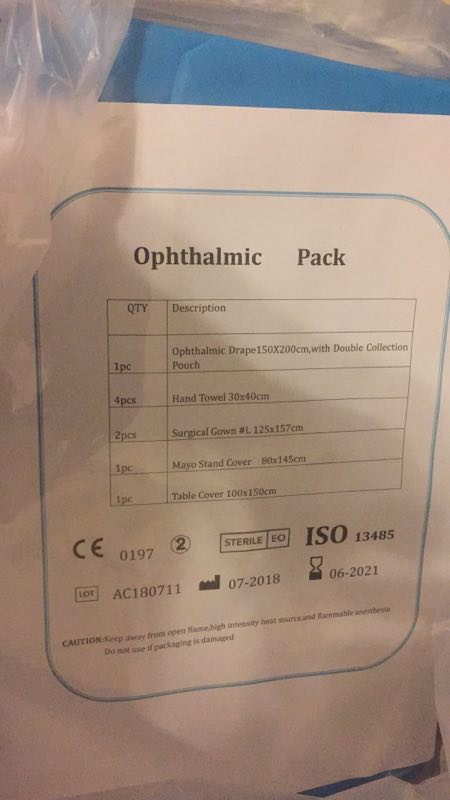 Ophthalmic Pack
QTY Description
1pc Ophthalmic Drape150X200cm,with Double Collection
Pouch
4pcs Hand Towel 30x40cm
2pcs Surgical Gown #L 125x157cm
1pc Mayo Stand Cover 80x145cm
1pc Table Cover 100x150cm
CE 0197 2 STERILE EO ISO 13485
LOT AC180711 07-2018 06-2021
CAUTION:Keep away from open flame,high intensity heat source,and flammable anesthesia
Do not use if packaging is damaged